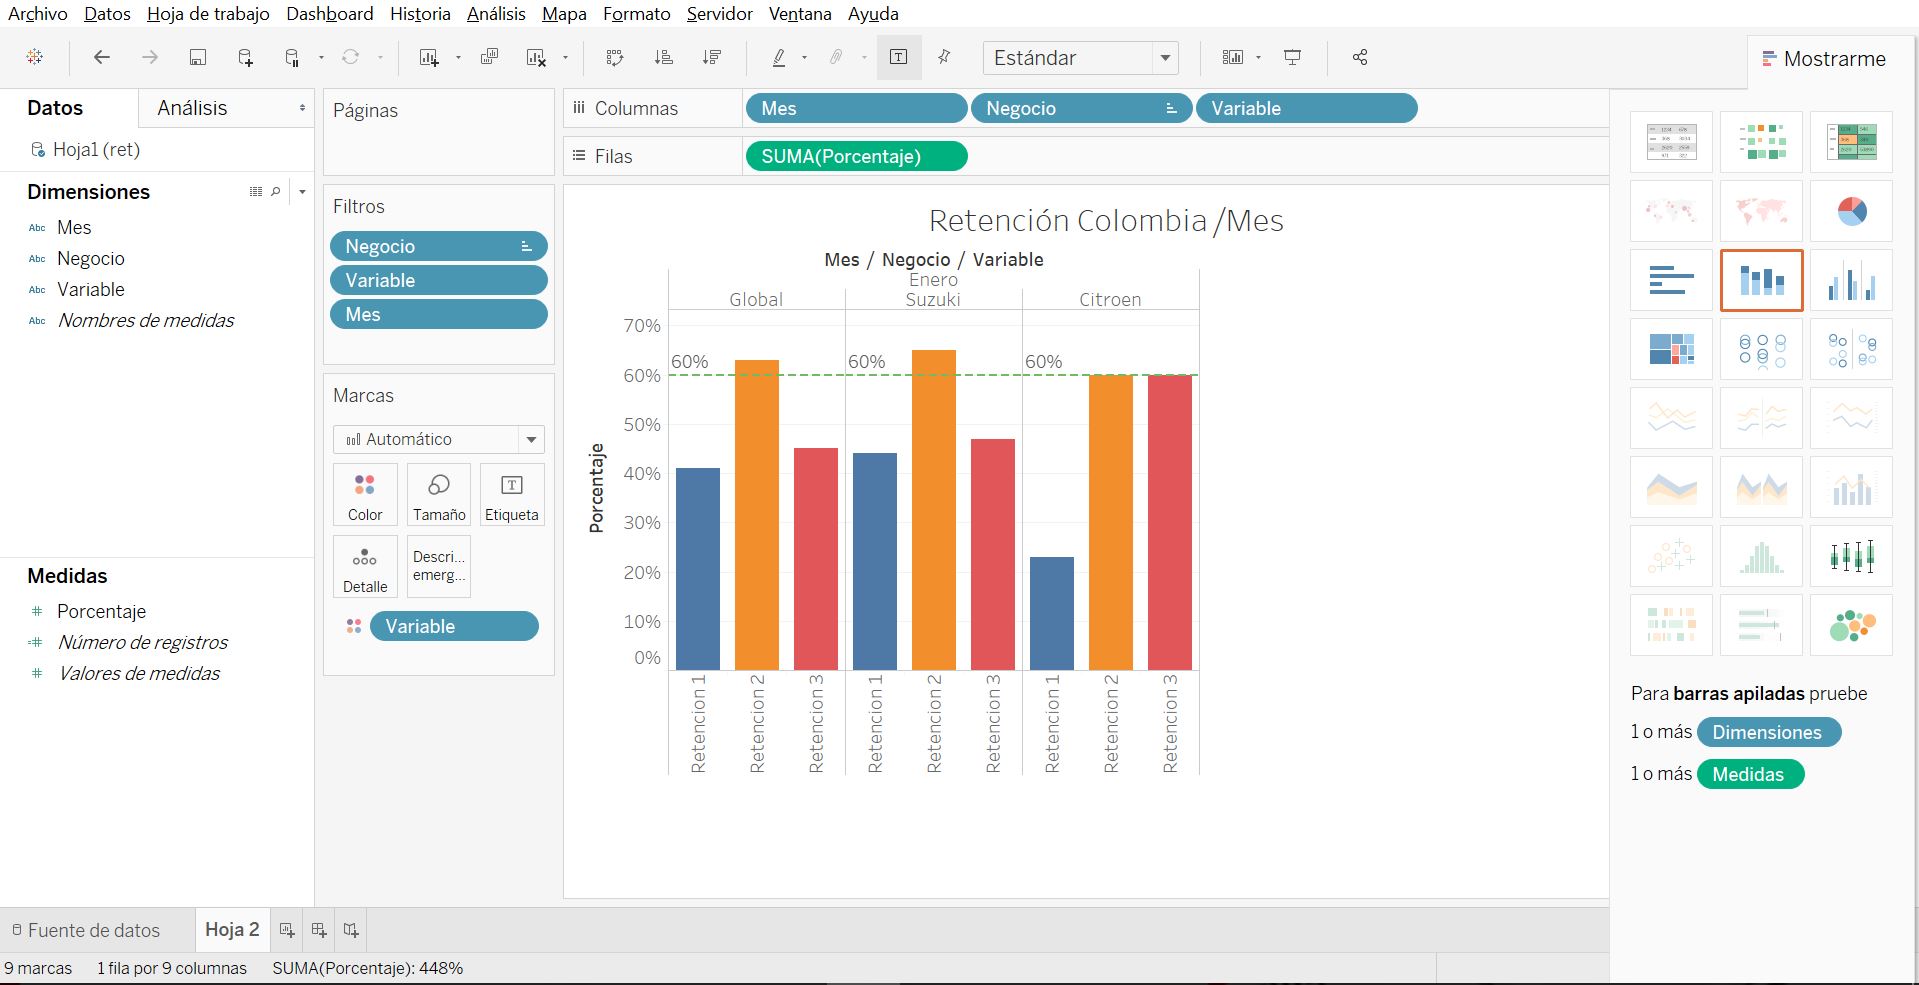 Archivo Datos Hoja de trabajo Dashboard Historia Análisis Mapa Formato Servidor Ventana Ayuda
Estándar
Mostrarme
Datos Análisis
Hoja1 (ret)
Dimensiones
Abc Mes
Abc Negocio
Abc Variable
Abc Nombres de medidas
Medidas
Porcentaje
Número de registros
Valores de medidas
Páginas
Filtros
Negocio
Variable
Mes
Marcas
Automático
Color Tamaño Etiqueta
Detalle
Descri...
emerg...
Variable
Columnas Mes Negocio Variable
Filas SUMA(Porcentaje)
Retención Colombia /Mes
Mes / Negocio / Variable
Enero
Global Suzuki Citroen
70%
60% 60% 60%
60%
50%
40%
30%
20%
10%
0%
Porcentaje
Retencion 1 Retencion 2 Retencion 3 Retencion 1 Retencion 2 Retencion 3 Retencion 1 Retencion 2 Retencion 3
Para barras apiladas pruebe
1 o más Dimensiones
1 o más Medidas
Fuente de datos Hoja 2
9 marcas 1 fila por 9 columnas SUMA(Porcentaje): 448%